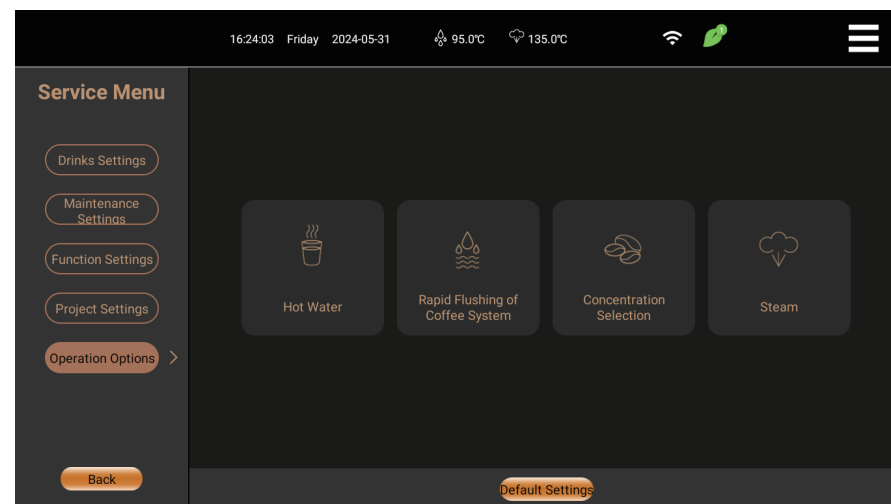 16:24:03 Friday 2024-05-31 95.0℃ 135.0℃
1
Service Menu
Drinks Settings
Maintenance
Settings
Function Settings
Project Settings
Operation Options
Back
Hot Water
Rapid Flushing of
Coffee System
Concentration
Selection
Steam
Default Settings